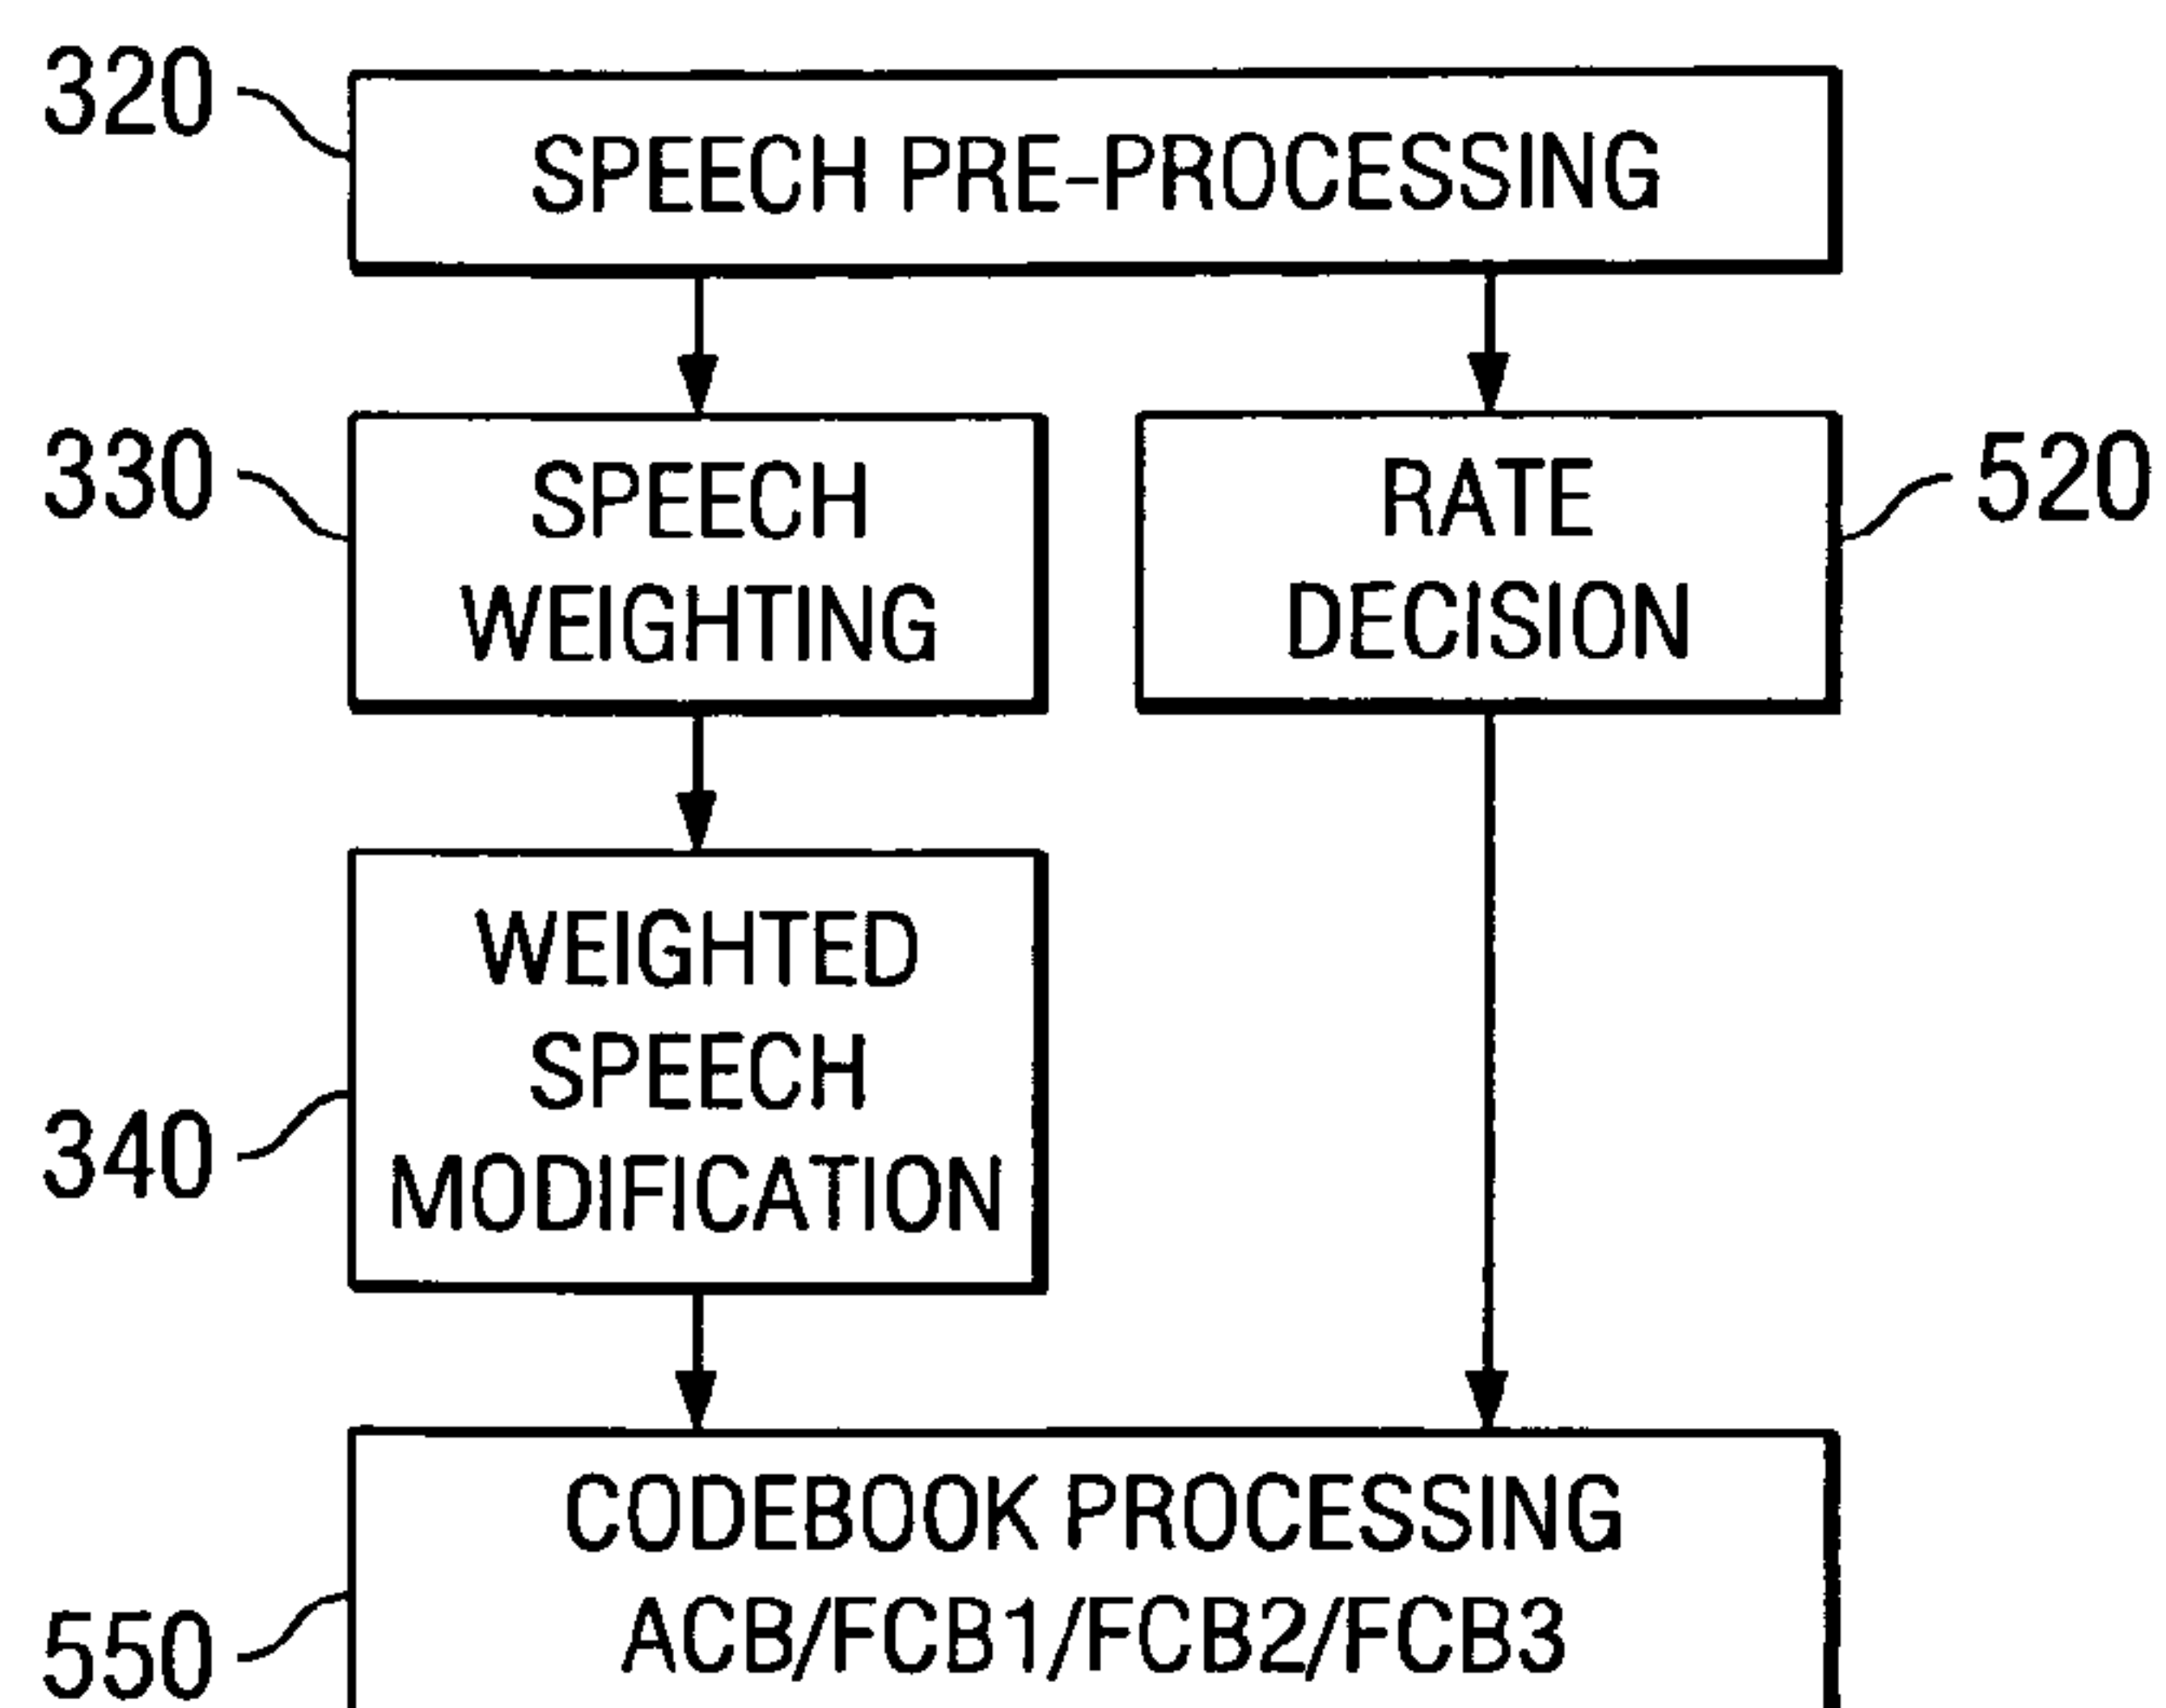 320
SPEECH PRE-PROCESSING
330
SPEECH
WEIGHTING
RATE
DECISION
520
WEIGHTED
SPEECH
MODIFICATION
340
CODEBOOK PROCESSING
ACB/FCB1/FCB2/FCB3
550